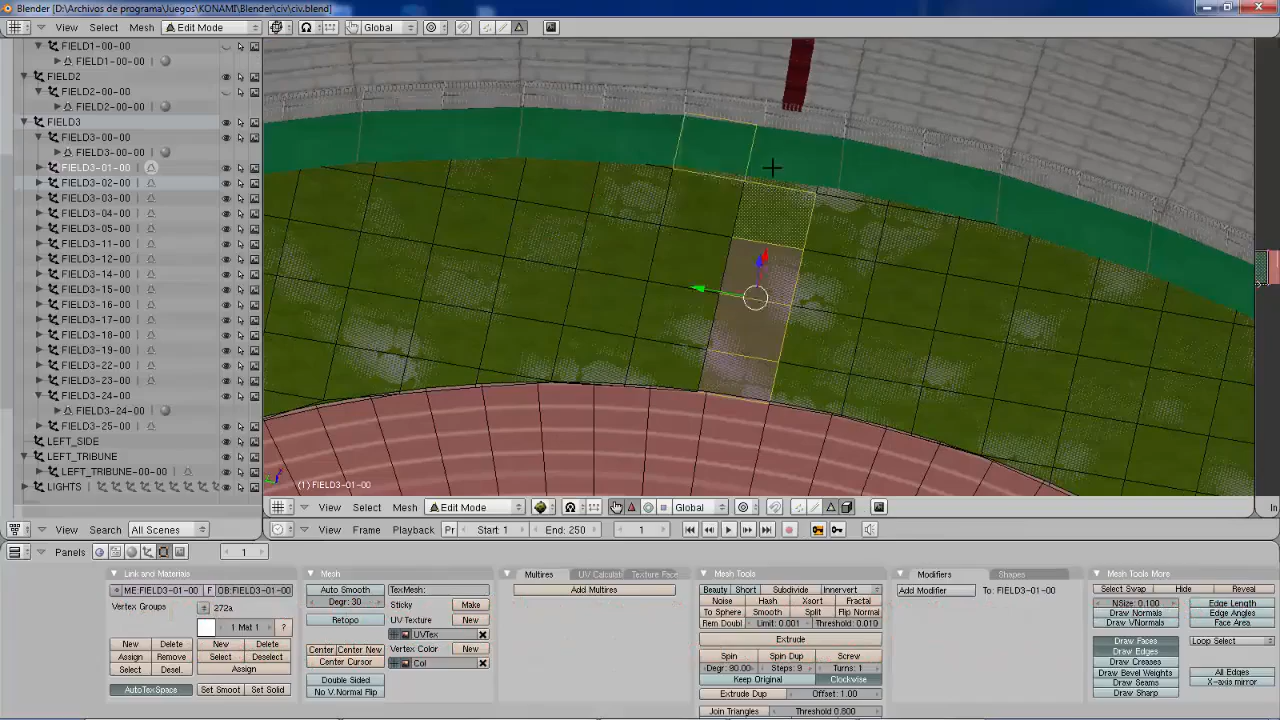 Blender [D:\Archivos de programa\Juegos\KONAMI\Blender\civ\civ.blend]
View Select Mesh Edit Mode Global
FIELD1-00-00
FIELD1-00-00
FIELD2
FIELD2-00-00
FIELD2-00-00
FIELD3
FIELD3-00-00
FIELD3-00-00
FIELD3-01-00
FIELD3-02-00
FIELD3-03-00
FIELD3-04-00
FIELD3-05-00
FIELD3-11-00
FIELD3-12-00
FIELD3-14-00
FIELD3-15-00
FIELD3-16-00
FIELD3-17-00
FIELD3-18-00
FIELD3-19-00
FIELD3-22-00
FIELD3-23-00
FIELD3-24-00
FIELD3-24-00
FIELD3-25-00
LEFT_SIDE
LEFT_TRIBUNE
LEFT_TRIBUNE-00-00
LIGHTS
(1) FIELD3-01-00
View Select Mesh Edit Mode Global In
View Search All Scenes
View Frame Playback Pr Start: 1 End: 250 1
Panels 1
Link and Materials
ME:FIELD3-01-00 F OB:FIELD3-01-00
Vertex Groups
272a
1 Mat 1 ?
New Delete New Delete
Assign Remove Select Deselect
Select Desel. Assign
AutoTexSpace Set Smoot Set Solid
Mesh
Auto Smooth
Degr: 30
Retopo
Center Center New
Center Cursor
Double Sided
No V.Normal Flip
TexMesh:
Sticky Make
UV Texture New
UVTex
Vertex Color New
Col
Multires UV Calculati Texture Face
Add Multires
Mesh Tools
Beauty Short Subdivide Innervert
Noise Hash Xsort Fractal
To Sphere Smooth Split Flip Normal
Rem Doubl Limit: 0.001 Threshold: 0.010
Extrude
Spin Spin Dup Screw
Degr: 90.00 Steps: 9 Turns: 1
Keep Original Clockwise
Extrude Dup Offset: 1.00
Join Triangles Threshold 0.800
Modifiers Shapes
Add Modifier To: FIELD3-01-00
Mesh Tools More
Select Swap Hide Reveal
NSize: 0.100 Edge Length
Draw Normals Edge Angles
Draw VNormals Face Area
Draw Faces Loop Select
Draw Edges
Draw Creases
Draw Bevel Weights All Edges
Draw Seams X-axis mirror
Draw Sharp